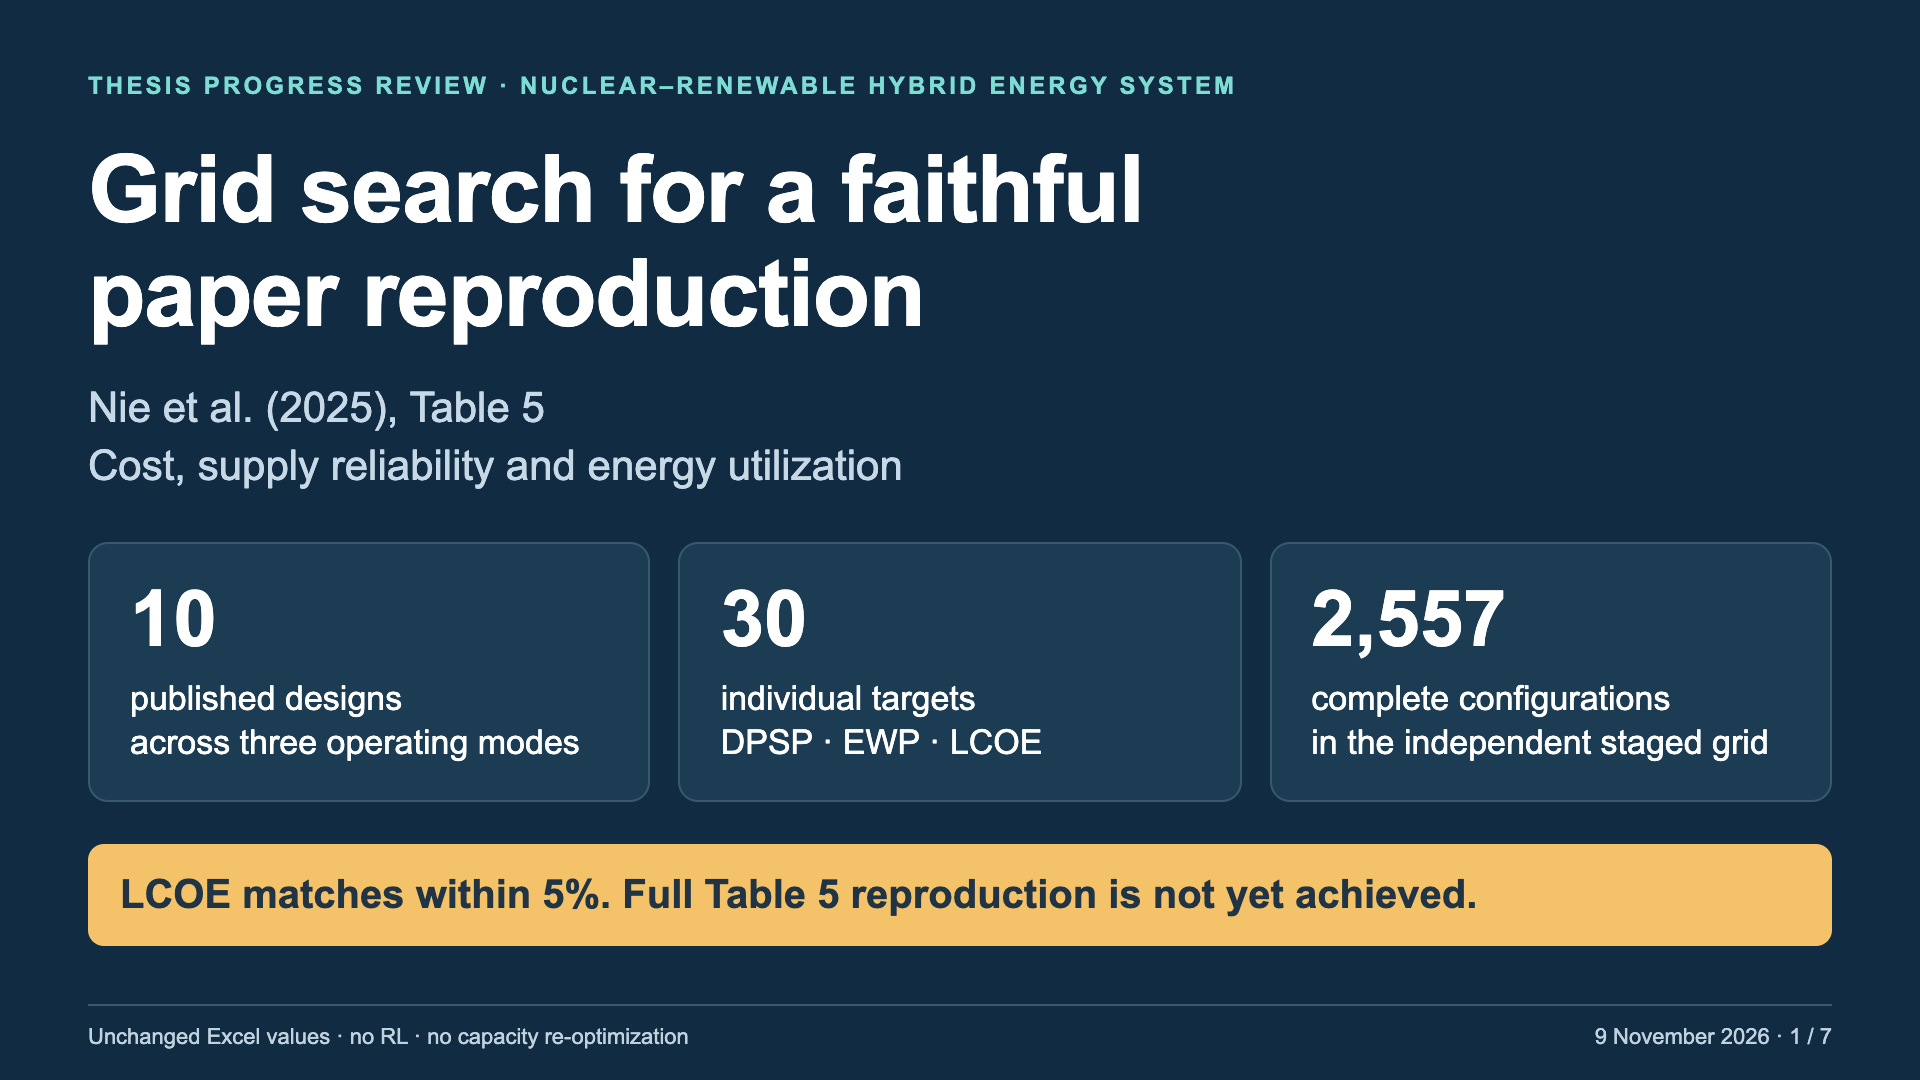 THESIS PROGRESS REVIEW · NUCLEAR–RENEWABLE HYBRID ENERGY SYSTEM
Grid search for a faithful
paper reproduction
Nie et al. (2025), Table 5
Cost, supply reliability and energy utilization
10
published designs
across three operating modes
30
individual targets
DPSP · EWP · LCOE
2,557
complete configurations
in the independent staged grid
LCOE matches within 5%. Full Table 5 reproduction is not yet achieved.
Unchanged Excel values · no RL · no capacity re-optimization
9 November 2026 · 1 / 7